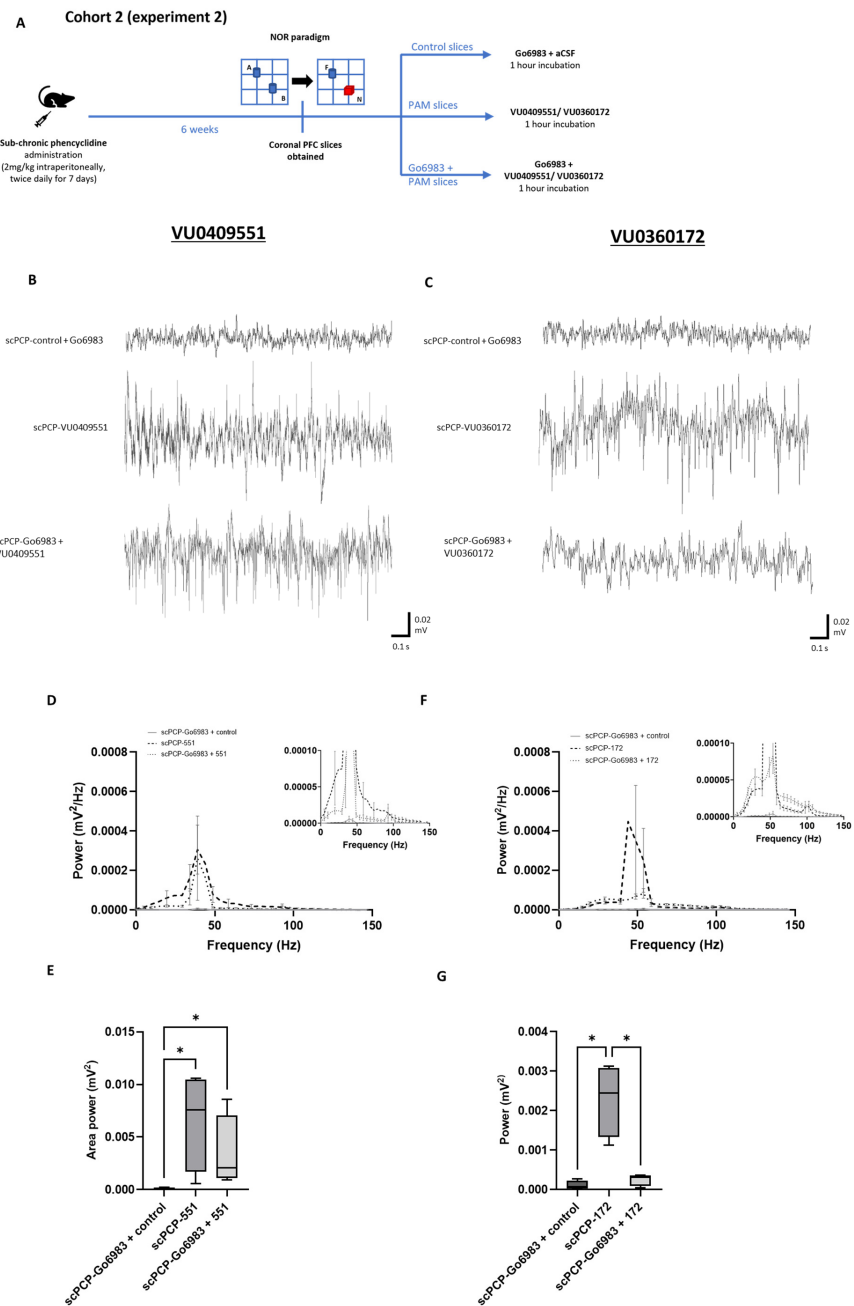 A
Cohort 2 (experiment 2)
NOR paradigm
A
B
F
N
Control slices
Go6983 + aCSF
1 hour incubation
PAM slices
VU0409551/ VU0360172
1 hour incubation
6 weeks
Sub-chronic phencyclidine
administration
(2mg/kg intraperitoneally,
twice daily for 7 days)
Coronal PFC slices
obtained
Go6983 +
PAM slices
Go6983 +
VU0409551/ VU0360172
1 hour incubation
VU0409551
VU0360172
B
scPCP-control + Go6983
scPCP-VU0409551
cPCP-Go6983 +
VU0409551
0.02
mV
0.1 s
C
scPCP-control + Go6983
scPCP-VU0360172
scPCP-Go6983 +
VU0360172
0.02
mV
0.1 s
D
scPCP-Go6983 + control
scPCP-551
scPCP-Go6983 + 551
0.0008
0.0006
0.0004
0.0002
0.0000
Power (mV2/Hz)
0
50
100
150
Frequency (Hz)
0.00010
0.00005
0.00000
0
50
100
150
Frequency (Hz)
F
scPCP-Go6983 + control
scPCP-172
scPCP-Go6983 + 172
0.0008
0.0006
0.0004
0.0002
0.0000
Power (mV2/Hz)
0
50
100
150
Frequency (Hz)
0.00010
0.00005
0.00000
0
50
100
150
Frequency (Hz)
E
0.015
0.010
0.005
0.000
Area power (mV2)
*
*
scPCP-Go6983 + control
scPCP-551
scPCP-Go6983 + 551
G
0.004
0.003
0.002
0.001
0.000
Power (mV2)
*
*
scPCP-Go6983 + control
scPCP-172
scPCP-Go6983 + 172